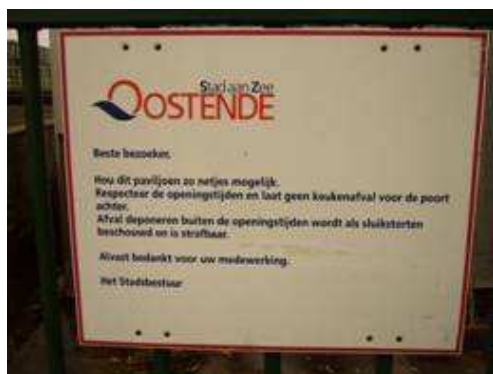 Stad aan Zee
OOSTENDE
Beste bezoeker,
Hou dit paviljoen zo netjes mogelijk.
Respecteer de openingstijden en laat geen keukenafval voor de poort
achter.
Afval deponeren buiten de openingstijden wordt als sluikstorten
beschouwd en is strafbaar.
Alvast bedankt voor uw medewerking.
Het Stadsbestuur